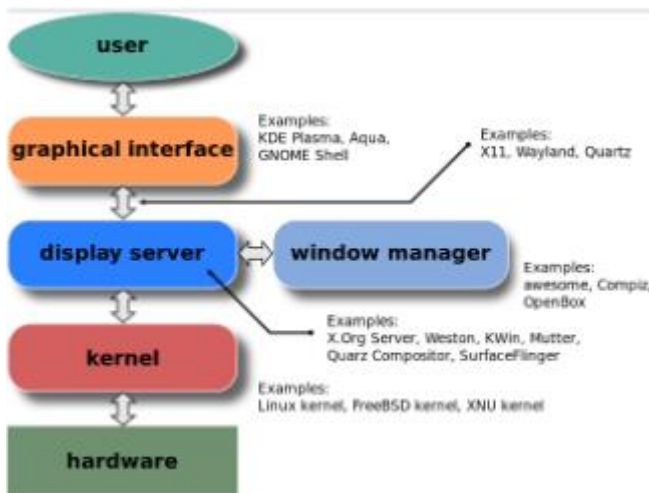 user
graphical interface
Examples:
KDE Plasma, Aqua,
GNOME Shell
Examples:
X11, Wayland, Quartz
display server
window manager
Examples:
awesome, Compiz,
OpenBox
Examples:
X.Org Server, Weston, KWin, Mutter,
Quarz Compositor, SurfaceFlinger
kernel
Examples:
Linux kernel, FreeBSD kernel, XNU kernel
hardware